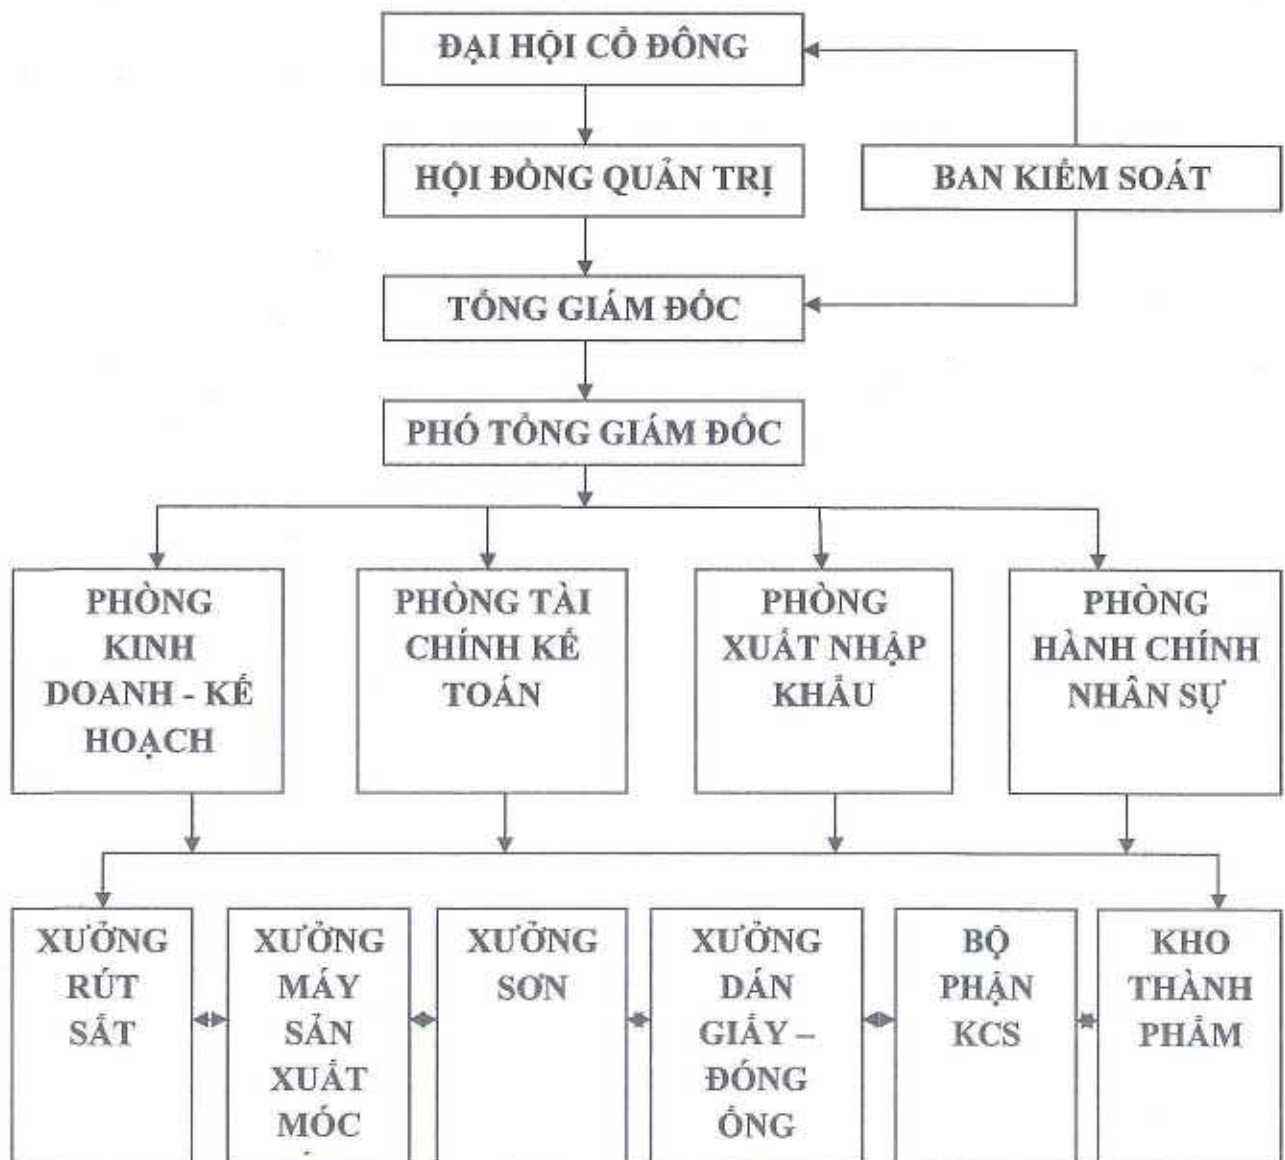 ĐẠI HỘI CỔ ĐÔNG
HỘI ĐỒNG QUẢN TRỊ
BAN KIỂM SOÁT
TỔNG GIÁM ĐỐC
PHÓ TỔNG GIÁM ĐỐC
PHÒNG
KINH
DOANH - KẾ
HOẠCH
PHÒNG TÀI
CHÍNH KẾ
TOÁN
PHÒNG
XUẤT NHẬP
KHẨU
PHÒNG
HÀNH CHÍNH
NHÂN SỰ
XƯỞNG
RÚT
SẮT
XƯỞNG
MÁY
SẢN
XUẤT
MÓC
XƯỞNG
SƠN
XƯỞNG
DÁN
GIẤY –
ĐÓNG
ỐNG
BỘ
PHẬN
KCS
KHO
THÀNH
PHẨM